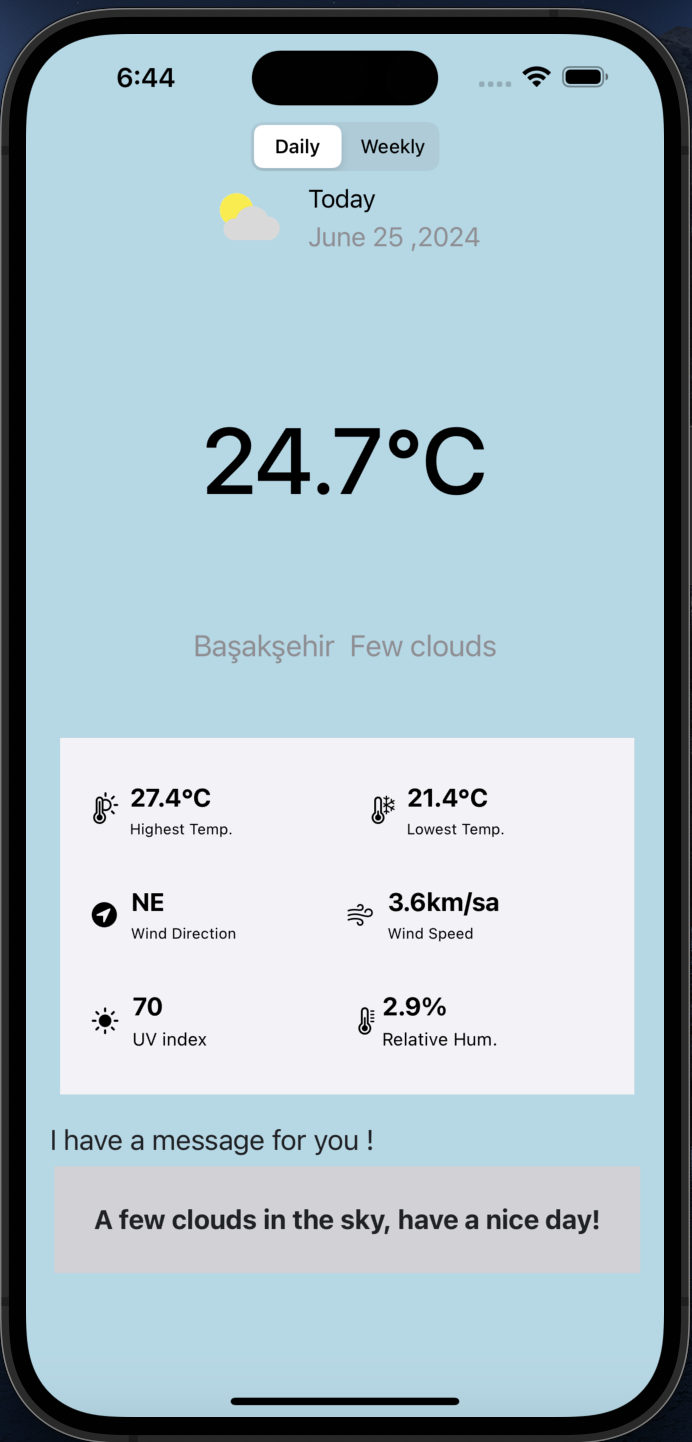 6:44
Daily Weekly
Today
June 25 ,2024
24.7°C
Başakşehir Few clouds
27.4°C 21.4°C
Highest Temp. Lowest Temp.
NE 3.6km/sa
Wind Direction Wind Speed
70 2.9%
UV index Relative Hum.
I have a message for you !
A few clouds in the sky, have a nice day!